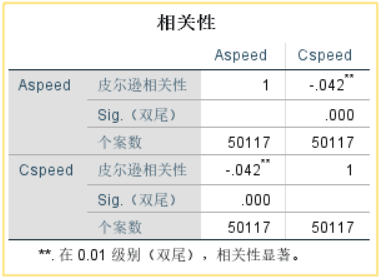 相关性
Aspeed Cspeed
Aspeed 皮尔逊相关性 1 -.042**
Sig.（双尾） .000
个案数 50117 50117
Cspeed 皮尔逊相关性 -.042** 1
Sig.（双尾） .000
个案数 50117 50117
**. 在 0.01 级别（双尾），相关性显著。